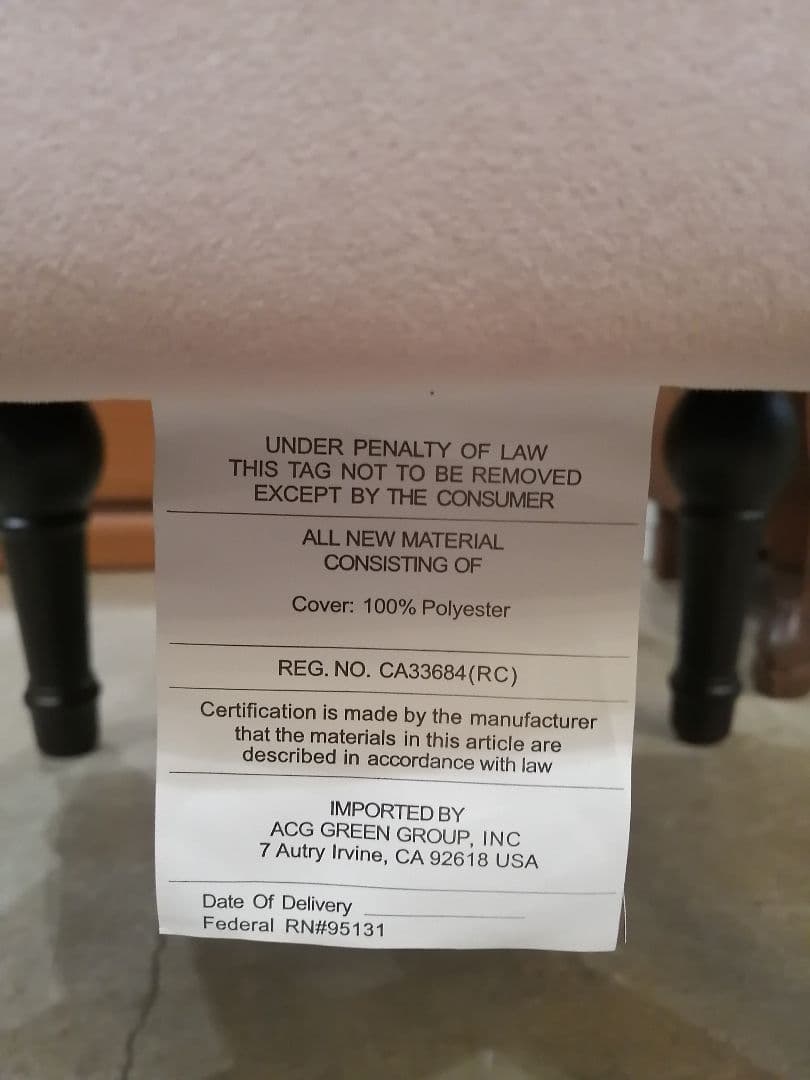 UNDER PENALTY OF LAW
THIS TAG NOT TO BE REMOVED
EXCEPT BY THE CONSUMER
ALL NEW MATERIAL
CONSISTING OF
Cover: 100% Polyester
REG. NO. CA33684(RC)
Certification is made by the manufacturer
that the materials in this article are
described in accordance with law
IMPORTED BY
ACG GREEN GROUP, INC
7 Autry Irvine, CA 92618 USA
Date Of Delivery
Federal RN#95131